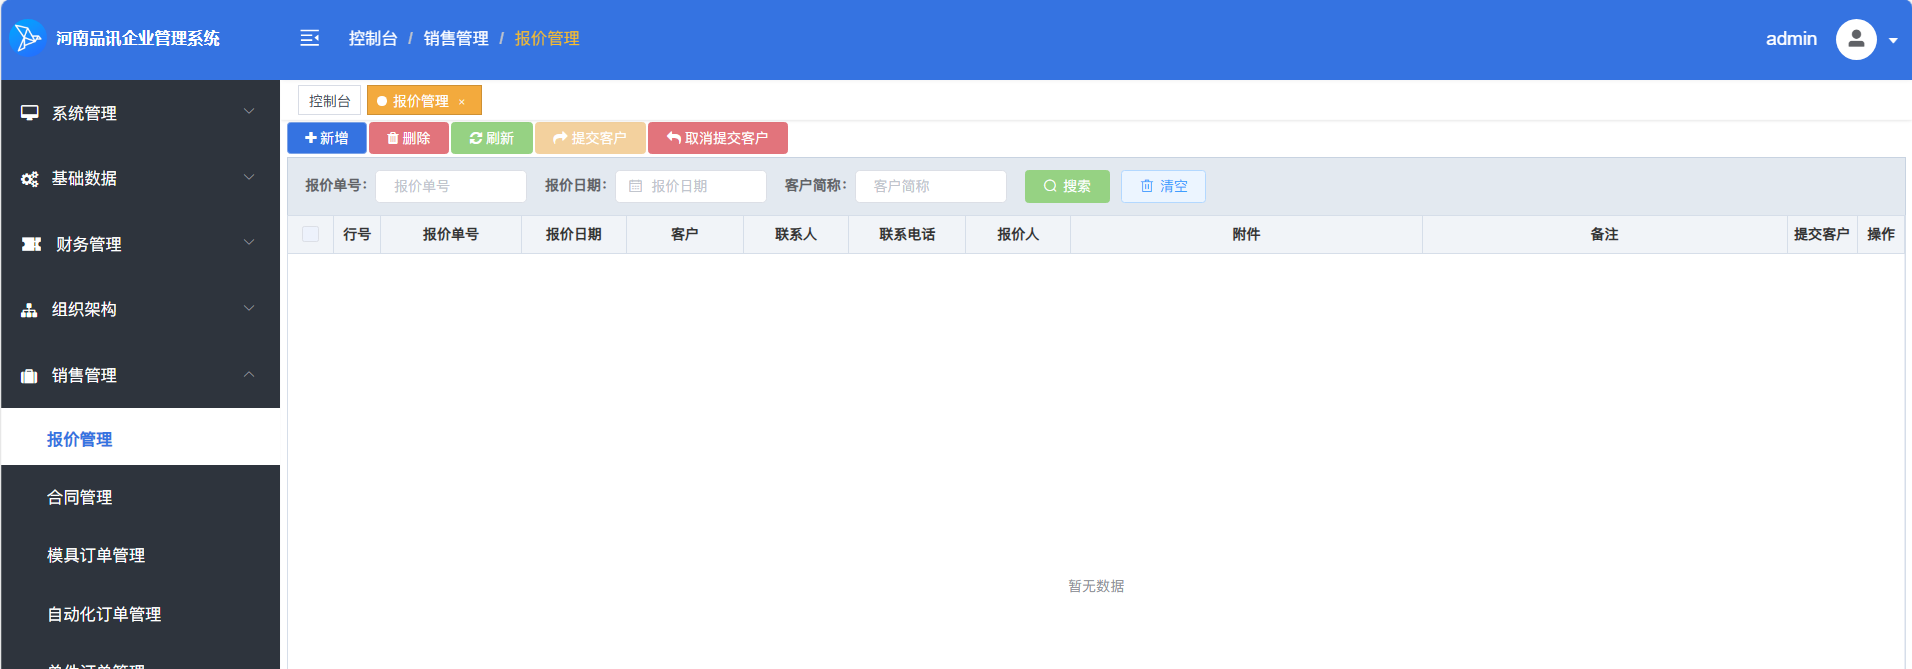 河南品讯企业管理系统
控制台 / 销售管理 / 报价管理
admin
系统管理
基础数据
财务管理
组织架构
销售管理
报价管理
合同管理
模具订单管理
自动化订单管理
控制台 报价管理 ×
新增 删除 刷新 提交客户 取消提交客户
报价单号： 报价单号 报价日期： 报价日期 客户简称： 客户简称 搜索 清空
行号 报价单号 报价日期 客户 联系人 联系电话 报价人 附件 备注 提交客户 操作
暂无数据